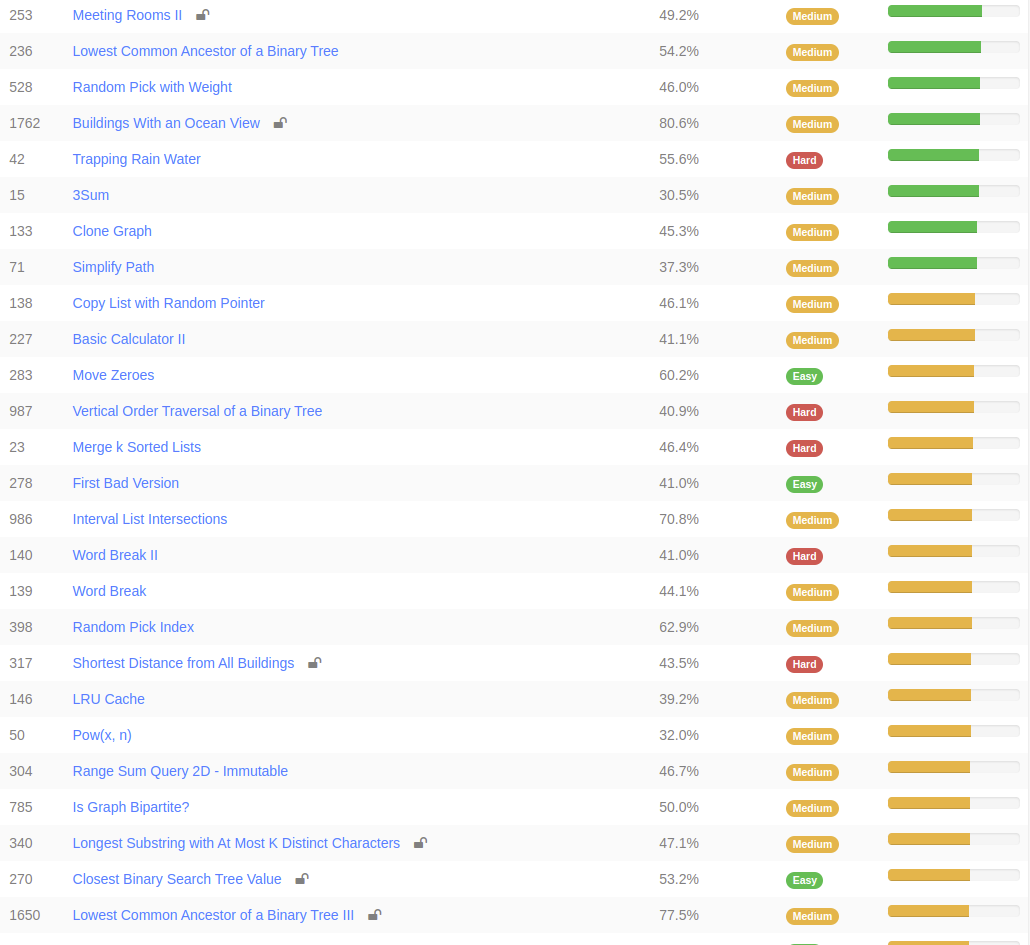 253 Meeting Rooms II 49.2% Medium
236 Lowest Common Ancestor of a Binary Tree 54.2% Medium
528 Random Pick with Weight 46.0% Medium
1762 Buildings With an Ocean View 80.6% Medium
42 Trapping Rain Water 55.6% Hard
15 3Sum 30.5% Medium
133 Clone Graph 45.3% Medium
71 Simplify Path 37.3% Medium
138 Copy List with Random Pointer 46.1% Medium
227 Basic Calculator II 41.1% Medium
283 Move Zeroes 60.2% Easy
987 Vertical Order Traversal of a Binary Tree 40.9% Hard
23 Merge k Sorted Lists 46.4% Hard
278 First Bad Version 41.0% Easy
986 Interval List Intersections 70.8% Medium
140 Word Break II 41.0% Hard
139 Word Break 44.1% Medium
398 Random Pick Index 62.9% Medium
317 Shortest Distance from All Buildings 43.5% Hard
146 LRU Cache 39.2% Medium
50 Pow(x, n) 32.0% Medium
304 Range Sum Query 2D - Immutable 46.7% Medium
785 Is Graph Bipartite? 50.0% Medium
340 Longest Substring with At Most K Distinct Characters 47.1% Medium
270 Closest Binary Search Tree Value 53.2% Easy
1650 Lowest Common Ancestor of a Binary Tree III 77.5% Medium